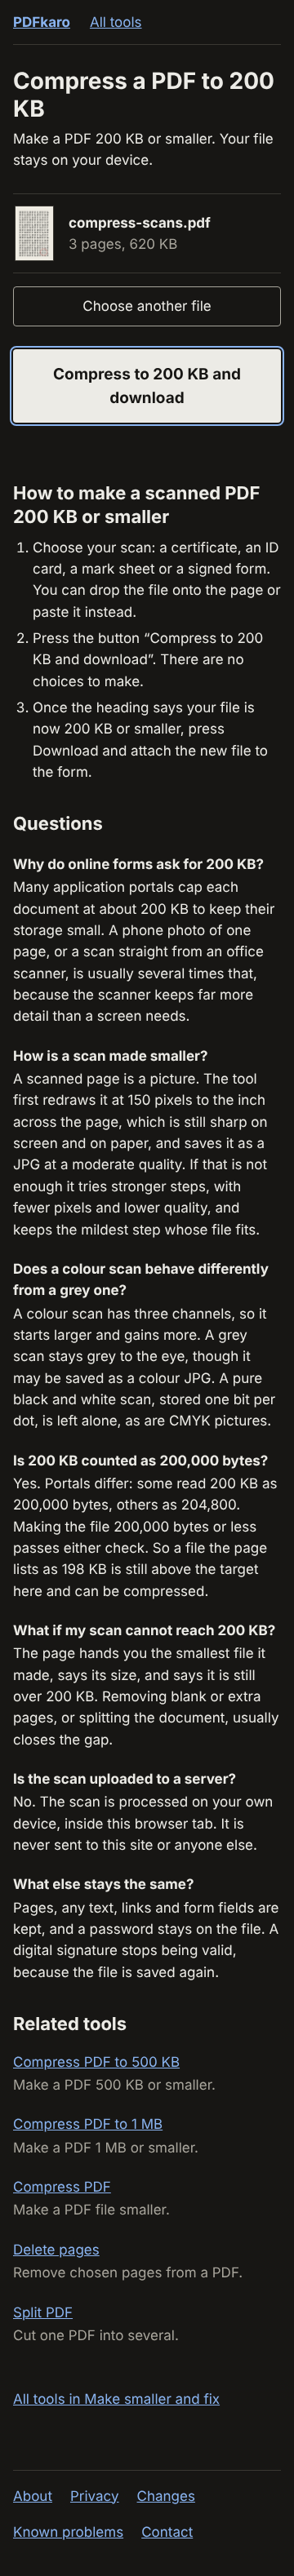 PDFkaro All tools
Compress a PDF to 200
KB
Make a PDF 200 KB or smaller. Your file
stays on your device.
compress-scans.pdf
3 pages, 620 KB
Choose another file
Compress to 200 KB and
download
How to make a scanned PDF
200 KB or smaller
1. Choose your scan: a certificate, an ID
card, a mark sheet or a signed form.
You can drop the file onto the page or
paste it instead.
2. Press the button “Compress to 200
KB and download”. There are no
choices to make.
3. Once the heading says your file is
now 200 KB or smaller, press
Download and attach the new file to
the form.
Questions
Why do online forms ask for 200 KB?
Many application portals cap each
document at about 200 KB to keep their
storage small. A phone photo of one
page, or a scan straight from an office
scanner, is usually several times that,
because the scanner keeps far more
detail than a screen needs.
How is a scan made smaller?
A scanned page is a picture. The tool
first redraws it at 150 pixels to the inch
across the page, which is still sharp on
screen and on paper, and saves it as a
JPG at a moderate quality. If that is not
enough it tries stronger steps, with
fewer pixels and lower quality, and
keeps the mildest step whose file fits.
Does a colour scan behave differently
from a grey one?
A colour scan has three channels, so it
starts larger and gains more. A grey
scan stays grey to the eye, though it
may be saved as a colour JPG. A pure
black and white scan, stored one bit per
dot, is left alone, as are CMYK pictures.
Is 200 KB counted as 200,000 bytes?
Yes. Portals differ: some read 200 KB as
200,000 bytes, others as 204,800.
Making the file 200,000 bytes or less
passes either check. So a file the page
lists as 198 KB is still above the target
here and can be compressed.
What if my scan cannot reach 200 KB?
The page hands you the smallest file it
made, says its size, and says it is still
over 200 KB. Removing blank or extra
pages, or splitting the document, usually
closes the gap.
Is the scan uploaded to a server?
No. The scan is processed on your own
device, inside this browser tab. It is
never sent to this site or anyone else.
What else stays the same?
Pages, any text, links and form fields are
kept, and a password stays on the file. A
digital signature stops being valid,
because the file is saved again.
Related tools
Compress PDF to 500 KB
Make a PDF 500 KB or smaller.
Compress PDF to 1 MB
Make a PDF 1 MB or smaller.
Compress PDF
Make a PDF file smaller.
Delete pages
Remove chosen pages from a PDF.
Split PDF
Cut one PDF into several.
All tools in Make smaller and fix
About Privacy Changes
Known problems Contact